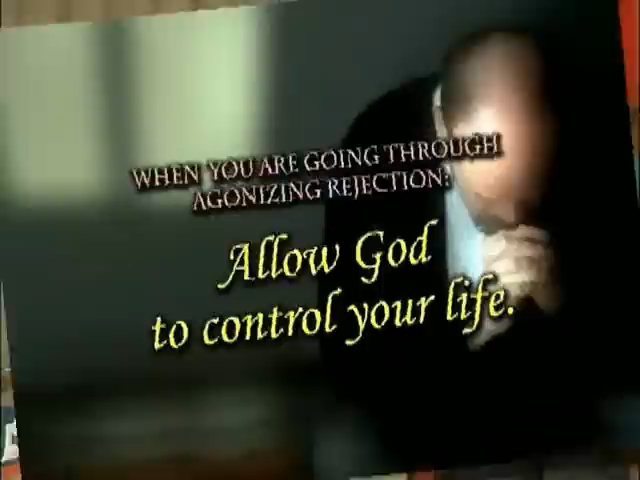 WHEN YOU ARE GOING THROUGH
AGONIZING REJECTION:
Allow God
to control your life.